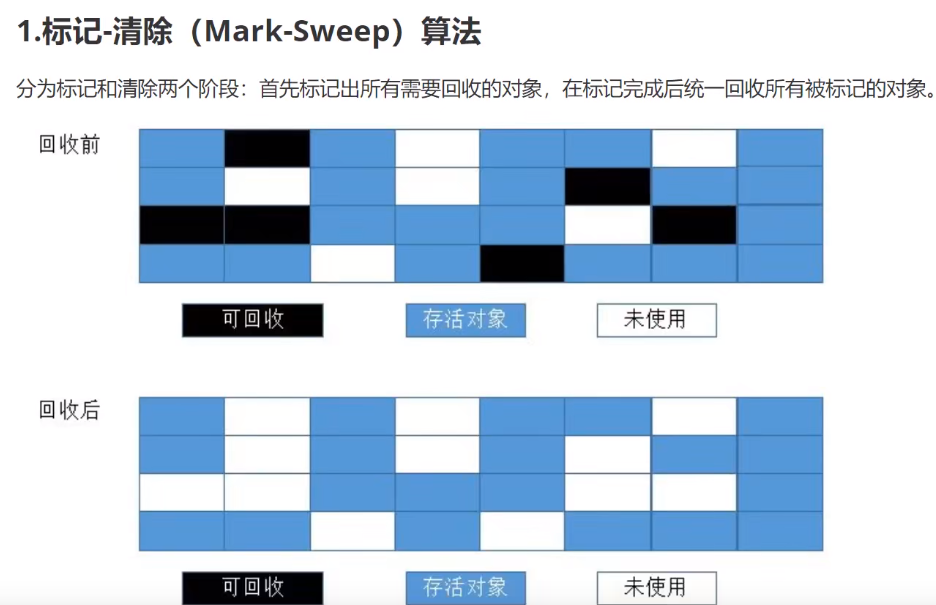 1.标记-清除（Mark-Sweep）算法
分为标记和清除两个阶段：首先标记出所有需要回收的对象，在标记完成后统一回收所有被标记的对象。
回收前
可回收 存活对象 未使用
回收后
可回收 存活对象 未使用